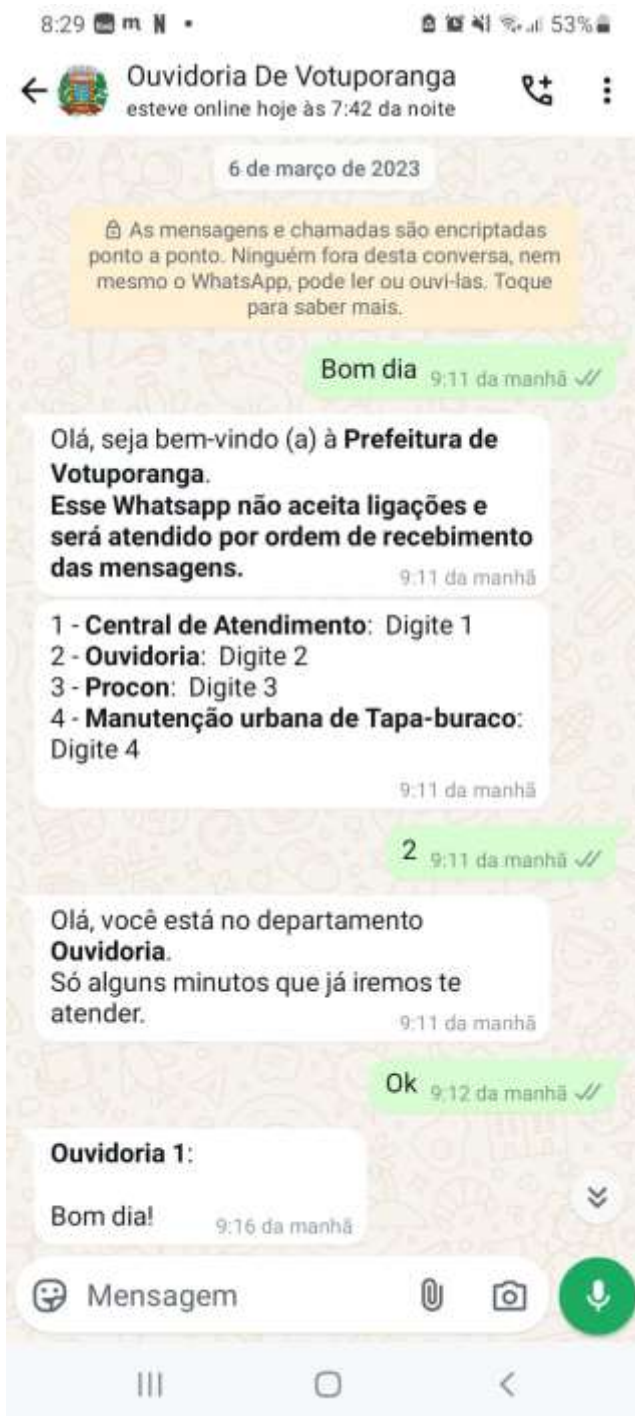 8:29 m N •
53%
Ouvidoria De Votuporanga
esteve online hoje às 7:42 da noite
6 de março de 2023
As mensagens e chamadas são encriptadas
ponto a ponto. Ninguém fora desta conversa, nem
mesmo o WhatsApp, pode ler ou ouvi-las. Toque
para saber mais.
Bom dia 9:11 da manhã
Olá, seja bem-vindo (a) à Prefeitura de
Votuporanga.
Esse Whatsapp não aceita ligações e
será atendido por ordem de recebimento
das mensagens.
9:11 da manhã
1 - Central de Atendimento: Digite 1
2 - Ouvidoria: Digite 2
3 - Procon: Digite 3
4 - Manutenção urbana de Tapa-buraco:
Digite 4
9:11 da manhã
2 9:11 da manhã
Olá, você está no departamento
Ouvidoria.
Só alguns minutos que já iremos te
atender.
9:11 da manhã
Ok 9:12 da manhã
Ouvidoria 1:
Bom dia! 9:16 da manhã
Mensagem